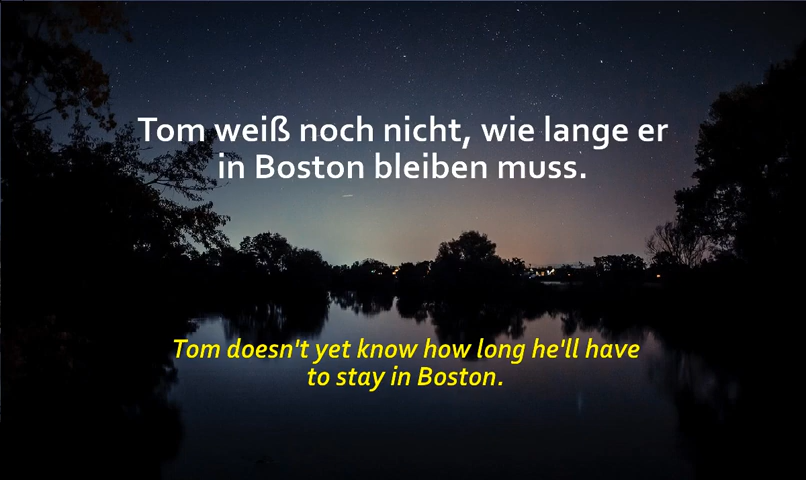 Tom weiß noch nicht, wie lange er
in Boston bleiben muss.
Tom doesn't yet know how long he'll have
to stay in Boston.